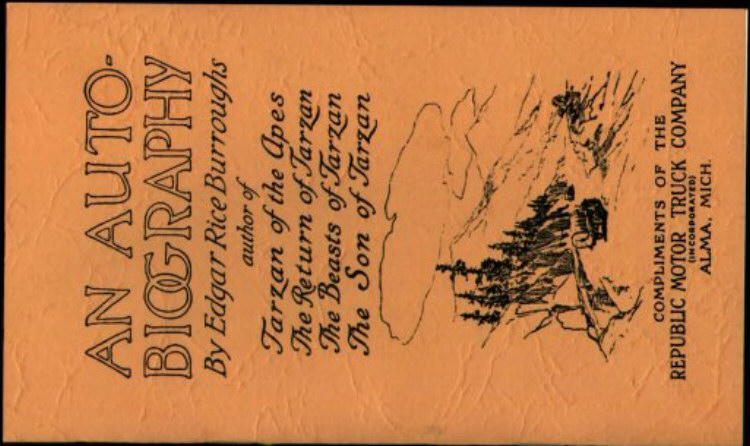 AN AUTO-
BIOGRAPHY
By Edgar Rice Burroughs
author of
Tarzan of the Apes
The Return of Tarzan
The Beasts of Tarzan
The Son of Tarzan
COMPLIMENTS OF THE
REPUBLIC MOTOR TRUCK COMPANY
(INCORPORATED)
ALMA, MICH.